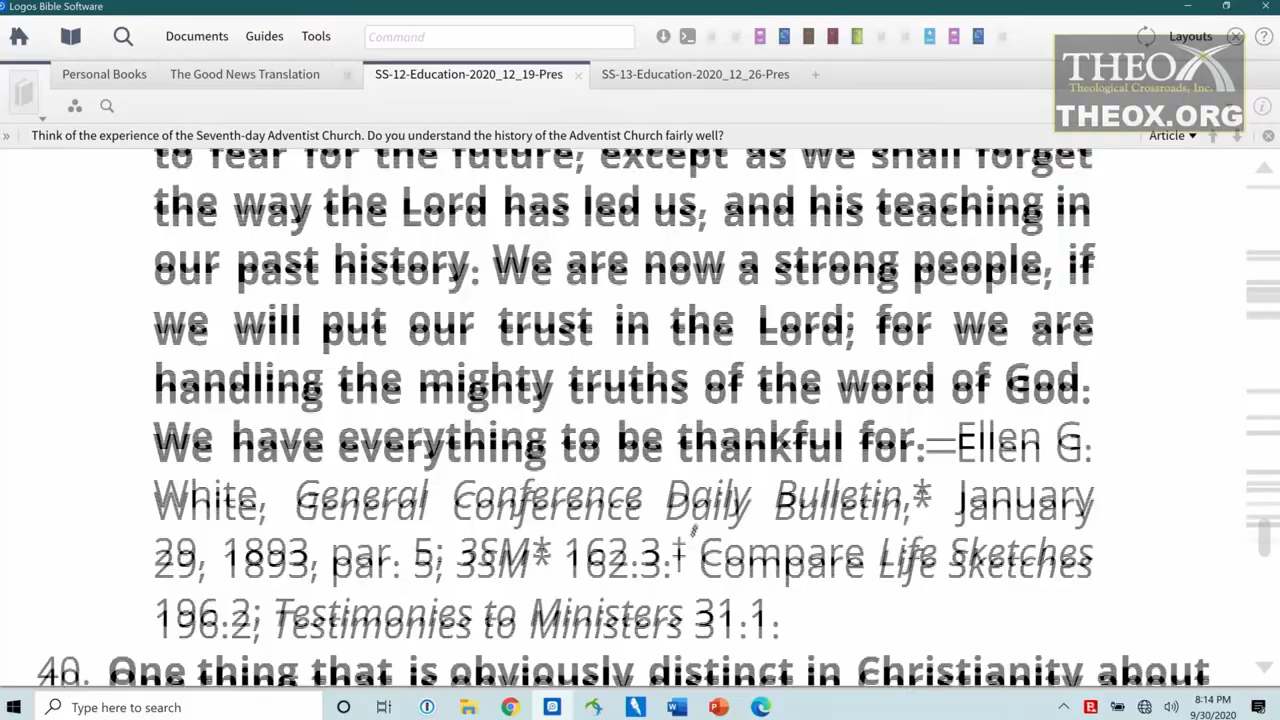 Logos Bible Software
Documents Guides Tools Command Layouts
Personal Books The Good News Translation SS-12-Education-2020_12_19-Pres × SS-13-Education-2020_12_26-Pres +
THEOX
Theological Crossroads, Inc.
THEOX.ORG
» Think of the experience of the Seventh-day Adventist Church. Do you understand the history of the Adventist Church fairly well? Article
to fear for the future, except as we shall forget
the way the Lord has led us, and his teaching in
our past history. We are now a strong people, if
we will put our trust in the Lord; for we are
handling the mighty truths of the word of God.
We have everything to be thankful for.—Ellen G.
White, General Conference Daily Bulletin,* January
29, 1893, par. 5; 3SM* 162.3.† Compare Life Sketches
196.2; Testimonies to Ministers 31.1.
40. One thing that is obviously distinct in Christianity about
Type here to search
8:14 PM
9/30/2020